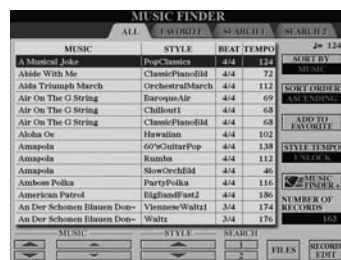 MUSIC FINDER
ALL FAVORITE SEARCH 1 SEARCH 2
MUSIC STYLE BEAT TEMPO
A Musical Joke PopClassics 4/4 124
Abide With Me ClassicPianoBld 4/4 72
Aida Triumph March OrchestralMarch 4/4 112
Air On The G String BaroqueAir 4/4 69
Air On The G String Chillout1 4/4 68
Air On The G String ClassicPianoBld 4/4 68
Aloha Oe Hawaiian 4/4 102
Amapola 60'sGuitarPop 4/4 138
Amapola Rumba 4/4 112
Amapola SlowOrchBld 4/4 46
Amboss Polka PartyPolka 4/4 116
American Patrol BigBandFast2 4/4 186
An Der Schonen Blauen Don~ VienneseWaltz1 3/4 174
An Der Schonen Blauen Don~ Waltz 3/4 176
♩= 124
SORT BY
MUSIC
SORT ORDER
ASCENDING
ADD TO
FAVORITE
STYLE TEMPO
UNLOCK
MUSIC
FINDER +
NUMBER OF
RECORDS
163
MUSIC STYLE SEARCH
1
2
FILES
RECORD
EDIT